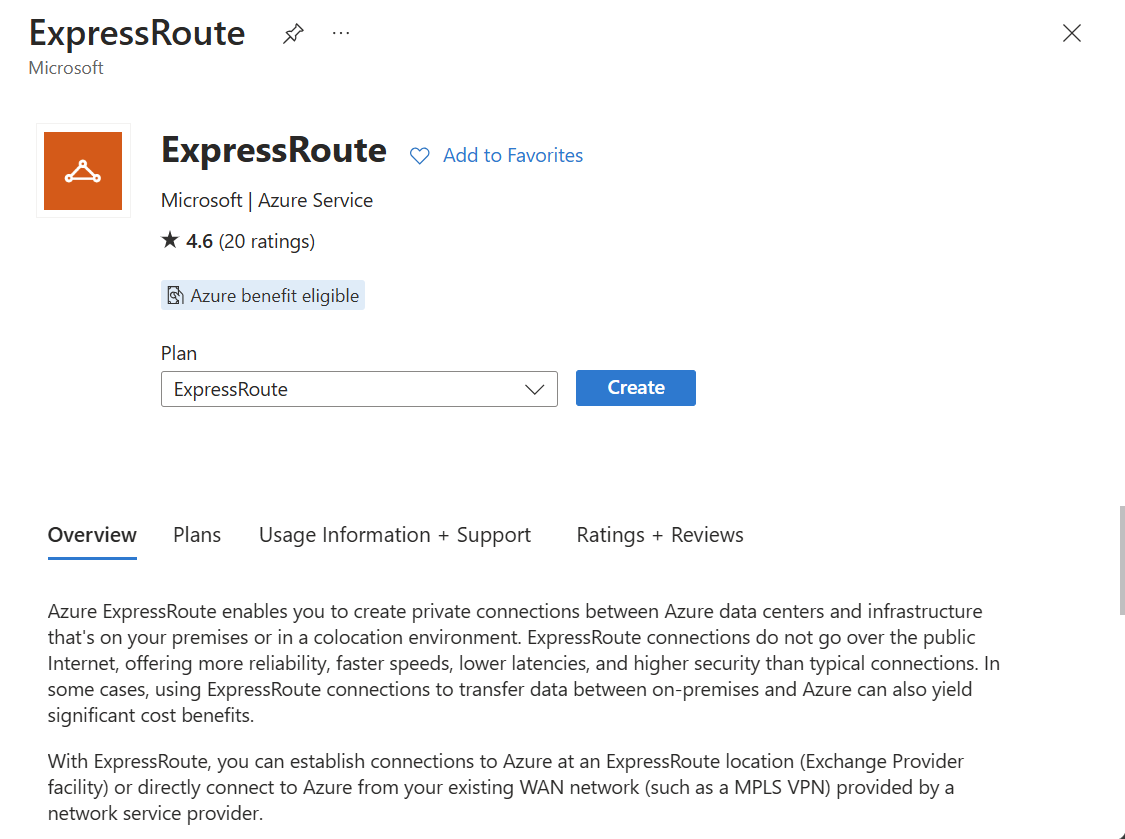 ExpressRoute
Microsoft
ExpressRoute
Add to Favorites
Microsoft | Azure Service
★ 4.6 (20 ratings)
Azure benefit eligible
Plan
ExpressRoute
Create
Overview Plans Usage Information + Support Ratings + Reviews
Azure ExpressRoute enables you to create private connections between Azure data centers and infrastructure
that's on your premises or in a colocation environment. ExpressRoute connections do not go over the public
Internet, offering more reliability, faster speeds, lower latencies, and higher security than typical connections. In
some cases, using ExpressRoute connections to transfer data between on-premises and Azure can also yield
significant cost benefits.
With ExpressRoute, you can establish connections to Azure at an ExpressRoute location (Exchange Provider
facility) or directly connect to Azure from your existing WAN network (such as a MPLS VPN) provided by a
network service provider.